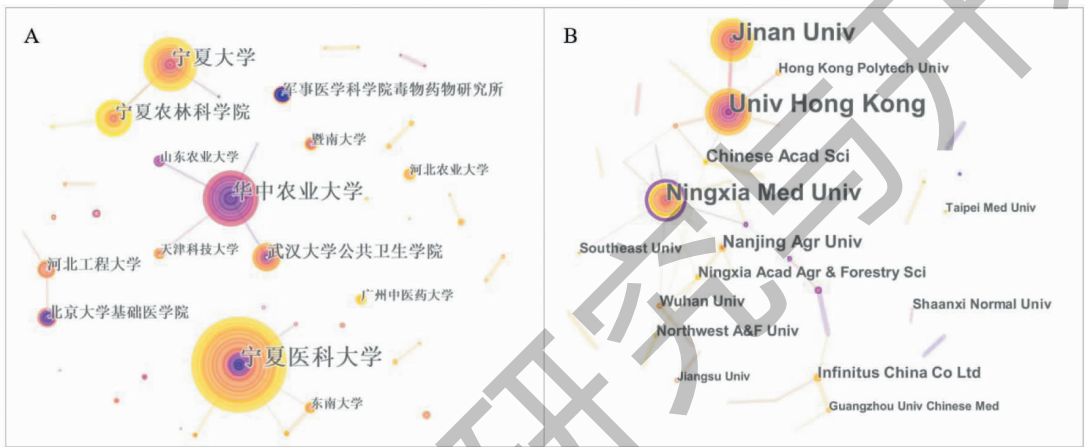 A
宁夏大学
军事医学科学院毒物药物研究所
宁夏农林科学院
暨南大学
山东农业大学
河北农业大学
华中农业大学
天津科技大学
武汉大学公共卫生学院
河北工程大学
广州中医药大学
北京大学基础医学院
宁夏医科大学
东南大学
B
Jinan Univ
Hong Kong Polytech Univ
Univ Hong Kong
Chinese Acad Sci
Ningxia Med Univ
Taipei Med Univ
Southeast Univ
Nanjing Agr Univ
Ningxia Acad Agr & Forestry Sci
Wuhan Univ
Shaanxi Normal Univ
Northwest A&F Univ
Jiangsu Univ
Infinitus China Co Ltd
Guangzhou Univ Chinese Med
研究与开